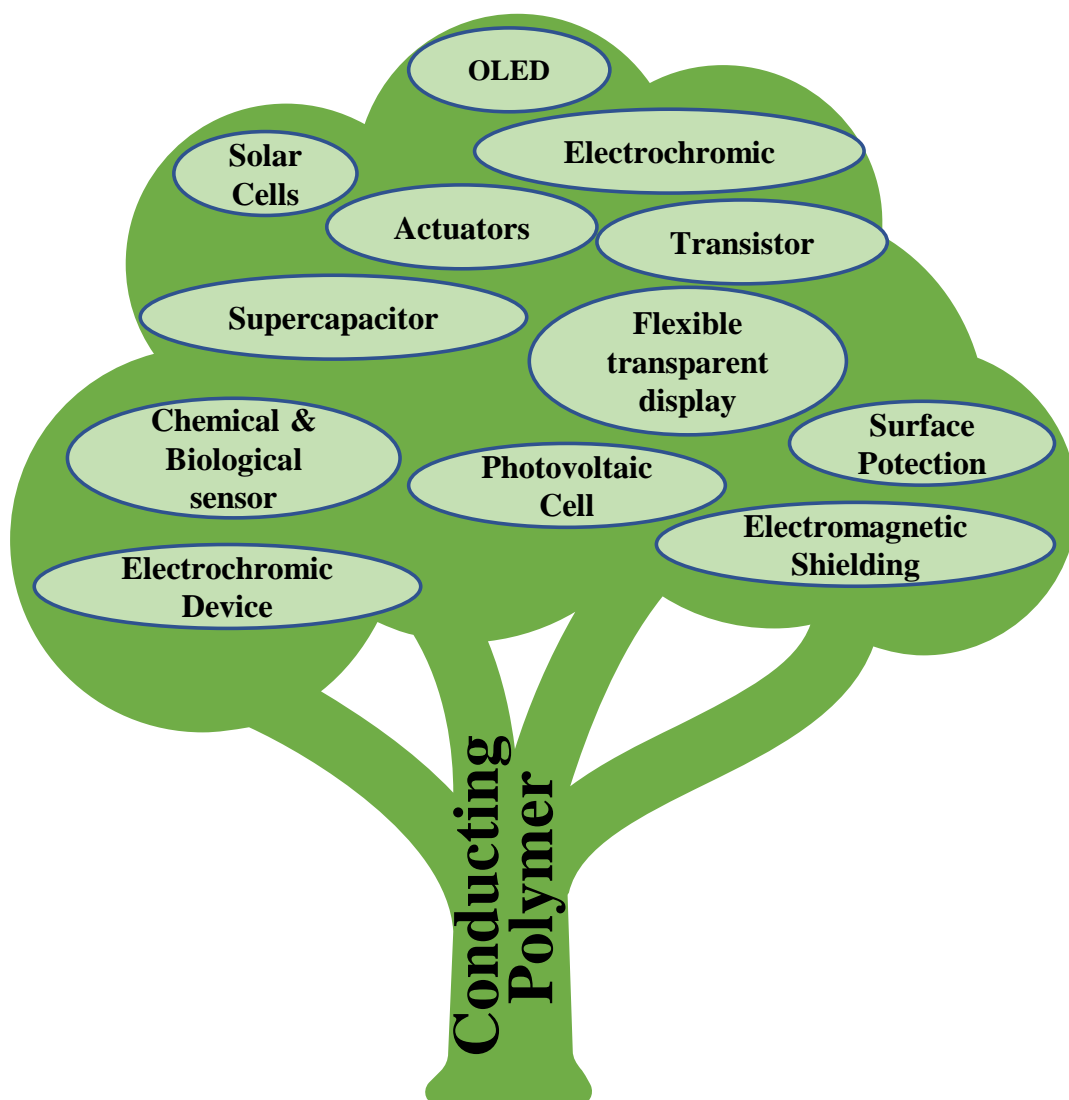 OLED
Electrochromic
Solar
Cells
Actuators
Transistor
Supercapacitor
Flexible
transparent
display
Chemical &
Biological
sensor
Photovoltaic
Cell
Surface
Potection
Electromagnetic
Shielding
Electrochromic
Device
Conducting
Polymer